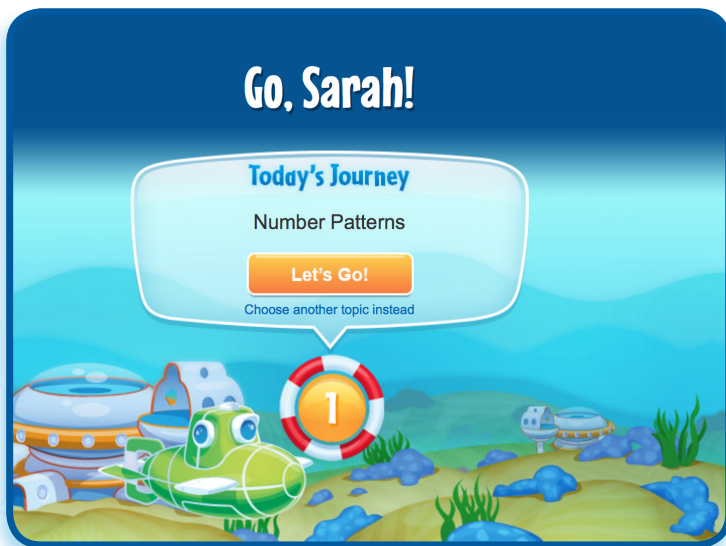 Go, Sarah!
Today's Journey
Number Patterns
Let's Go!
Choose another topic instead
1